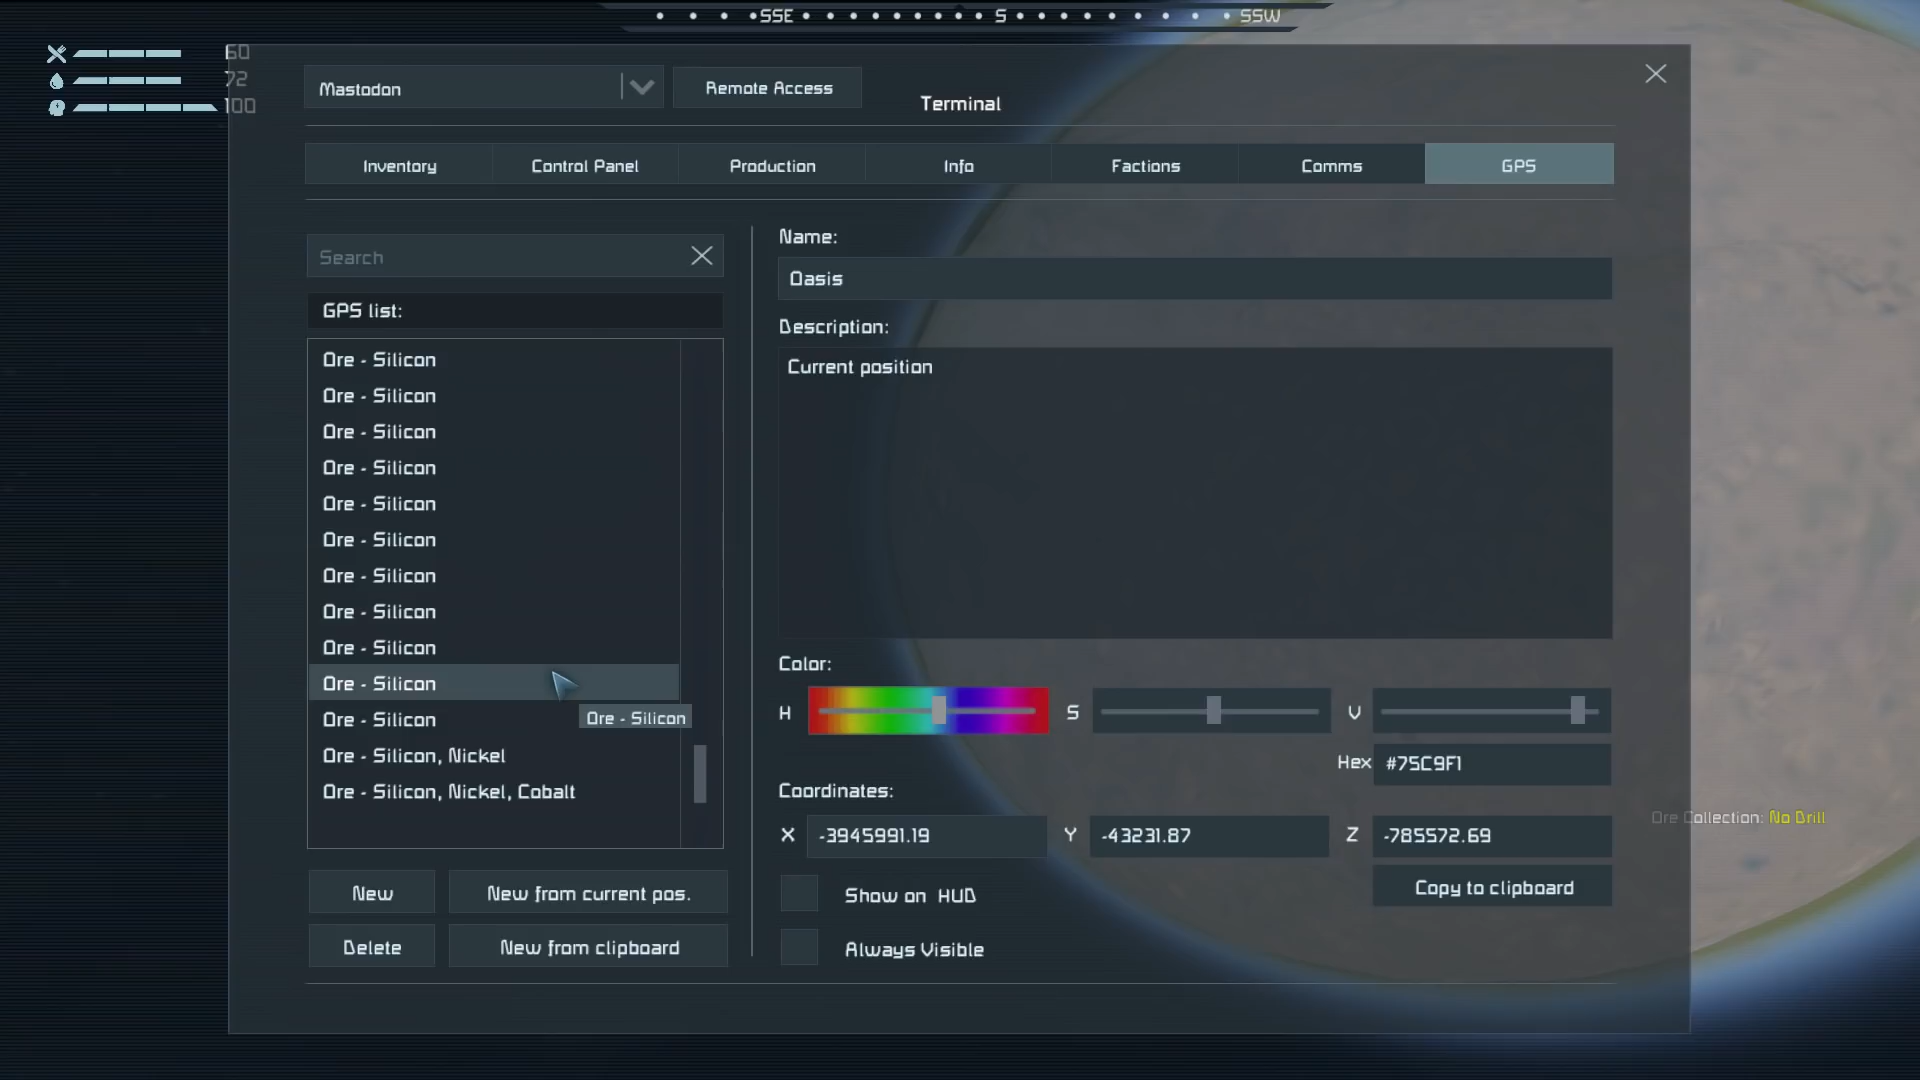 SSE S SSW
60
72
100
Mastodon
Remote Access
Terminal
Inventory Control Panel Production Info Factions Comms GPS
Search
GPS list:
Ore - Silicon
Ore - Silicon
Ore - Silicon
Ore - Silicon
Ore - Silicon
Ore - Silicon
Ore - Silicon
Ore - Silicon
Ore - Silicon
Ore - Silicon
Ore - Silicon
Ore - Silicon
Ore - Silicon, Nickel
Ore - Silicon, Nickel, Cobalt
New
New from current pos.
Delete
New from clipboard
Name:
Oasis
Description:
Current position
Color:
H S V
Hex #75C9F1
Coordinates:
X -3945991.19 Y -43231.87 Z -785572.69
Show on HUD
Copy to clipboard
Always Visible
Ore Collection: No Drill